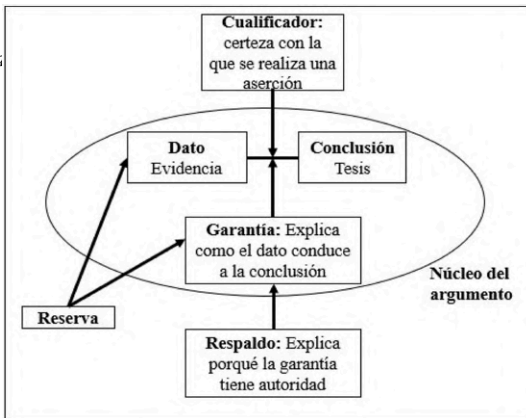 Cualificador:
certeza con la
que se realiza una
aserción
Dato
Evidencia
Conclusión
Tesis
Garantía: Explica
como el dato conduce
a la conclusión
Núcleo del
argumento
Reserva
Respaldo: Explica
porqué la garantía
tiene autoridad